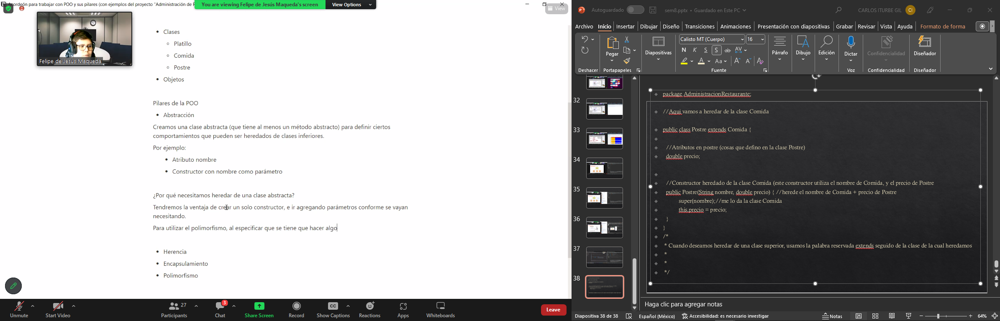 Acordeón para trabajar con POO y sus pilares (con ejemplos del proyecto "Administración de R
You are viewing Felipe de Jesús Maqueda's screen
View Options
View
Felipe de Jesús Maqueda
Clases
Platillo
Comida
Postre
Objetos
Pilares de la POO
Abstracción
Creamos una clase abstracta (que tiene al menos un método abstracto) para definir ciertos
comportamientos que pueden ser heredados de clases inferiores.
Por ejemplo:
Atributo nombre
Constructor con nombre como parámetro
¿Por qué necesitamos heredar de una clase abstracta?
Tendremos la ventaja de crear un solo constructor, e ir agregando parámetros conforme se vayan
necesitando.
Para utilizar el polimorfismo, al especificar que se tiene que hacer algo
Herencia
Encapsulamiento
Polimorfismo
Unmute
Start Video
Participants
27
Chat
3
Share Screen
Record
CC
Show Captions
Reactions
Apps
Whiteboards
Leave
Autoguardado
sem8.pptx • Guardado en Este PC
CARLOS ITURBE GIL
CI
Archivo Inicio Insertar Dibujar Diseño Transiciones Animaciones Presentación con diapositivas Grabar Revisar Vista Ayuda Formato de forma
Pegar
Diapositivas
Calisto MT (Cuerpo)
16
N K S S ab AV
A Aa A A A
Párrafo
Dibujo
Edición
Dictar
Confidencialidad
Diseñador
Deshacer
Portapapeles
Fuente
Voz
Confidencialidad
Diseñador
32
33
34
35
36
37
38
package AdministracionRestaurante;
//Aqui vamos a heredar de la clase Comida
public class Postre extends Comida {
//Atributos en postre (cosas que defino en la clase Postre)
double precio;
//Constructor heredado de la clase Comida (este constructor utiliza el nombre de Comida, y el precio de Postre
public Postre(String nombre, double precio) { //herede el nombre de Comida + precio de Postre
super(nombre);//me lo da la clase Comida
this.precio = precio;
}
}
/*
* Cuando deseamos heredar de una clase superior, usamos la palabra reservada extends seguido de la clase de la cual heredamos
*
*
*/
Haga clic para agregar notas
Diapositiva 38 de 38
Español (México)
Accesibilidad: es necesario investigar
Notas
64%